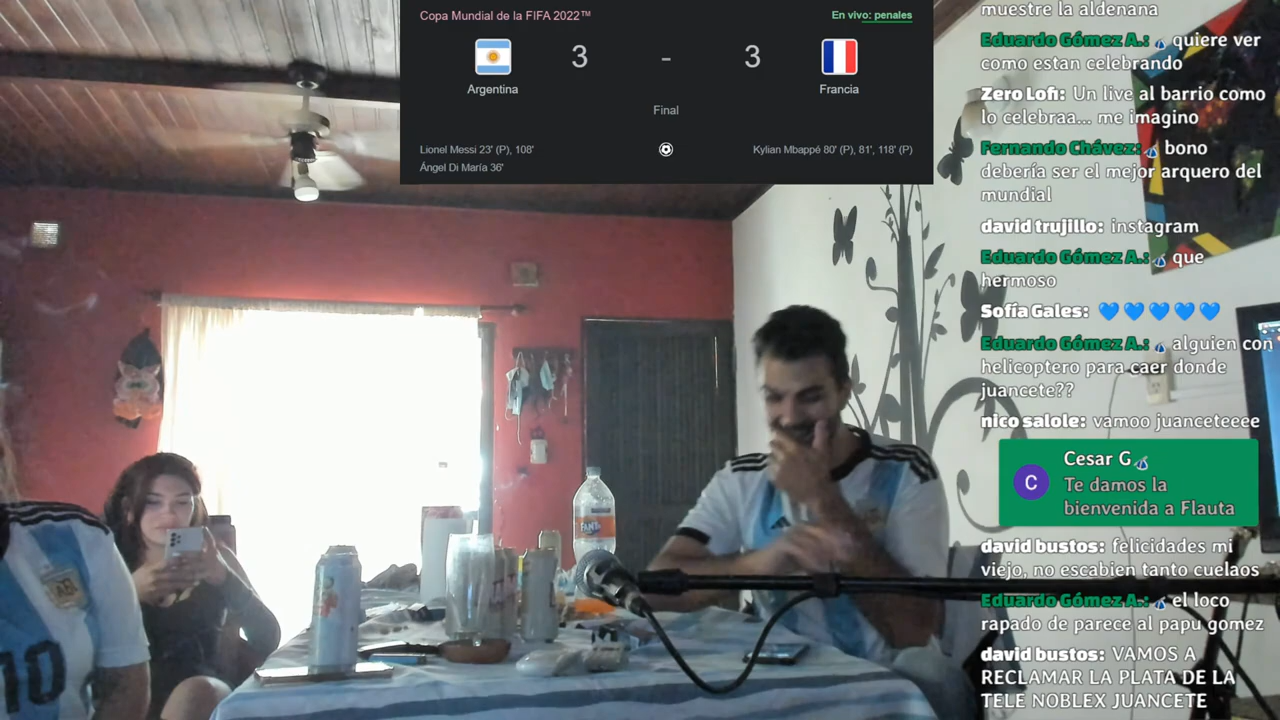 Copa Mundial de la FIFA 2022™
En vivo: penales
3 - 3
Argentina
Francia
Final
Lionel Messi 23' (P), 108'
Ángel Di María 36'
Kylian Mbappé 80' (P), 81', 118' (P)
muestre la aldenana
Eduardo Gómez A.: quiere ver
como estan celebrando
Zero Lofi: Un live al barrio como
lo celebraa... me imagino
Fernando Chávez: bono
debería ser el mejor arquero del
mundial
david trujillo: instagram
Eduardo Gómez A.: que
hermoso
Sofía Gales: 💙💙💙💙💙
Eduardo Gómez A.: alguien con
helicoptero para caer donde
juancete??
nico salole: vamoo juanceteeee
C
Cesar G
Te damos la
bienvenida a Flauta
david bustos: felicidades mi
viejo, no escabien tanto cuelaos
Eduardo Gómez A.: el loco
rapado de parece al papu gomez
david bustos: VAMOS A
RECLAMAR LA PLATA DE LA
TELE NOBLEX JUANCETE
FANTA
10